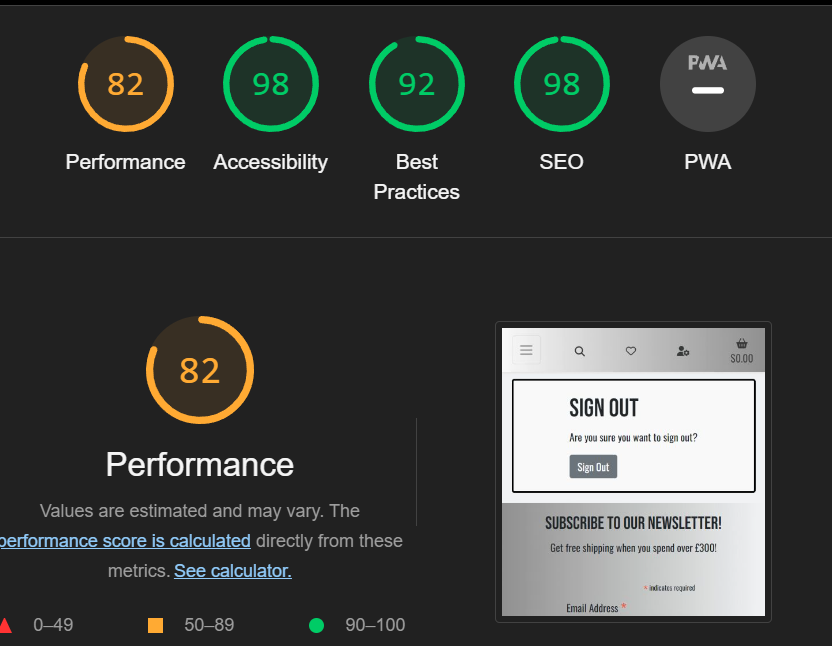 82
98
92
98
PWA
Performance
Accessibility
Best
Practices
SEO
PWA
82
Performance
Values are estimated and may vary. The
performance score is calculated directly from these
metrics. See calculator.
0–49
50–89
90–100
$0.00
SIGN OUT
Are you sure you want to sign out?
Sign Out
SUBSCRIBE TO OUR NEWSLETTER!
Get free shipping when you spend over £300!
* Indicates required
Email Address *